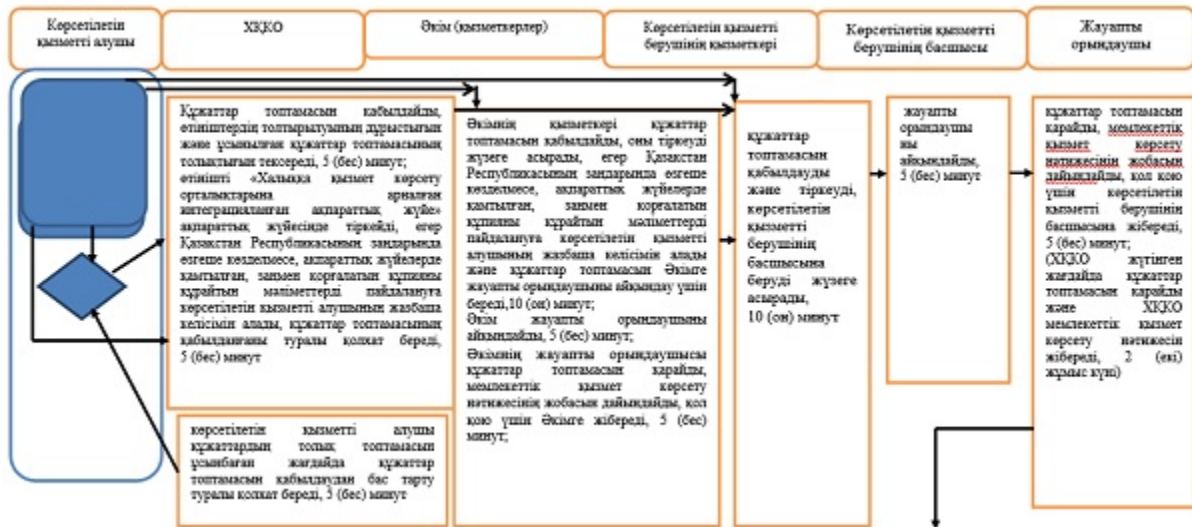 Көрсетілетін
қызметті алушы
ХҚКО
Әкім (қызметкерлер)
Көрсетілетін қызметті
берушінің қызметкері
Көрсетілетін қызметті
берушінің басшысы
Жауапты
орындаушы
Құжаттар топтамасын қабылдайды,
өтініштердің толтырылуының дұрыстығын
және ұсынылған құжаттар топтамасының
толықтығын тексереді, 5 (бес) минут;
өтінішті «Халыққа қызмет көрсету
орталықтарына арналған
интеграцияланған ақпараттық жүйе»
ақпараттық жүйесінде тіркейді, егер
Қазақстан Республикасының заңдарында
өзгеше көзделмесе, ақпараттық жүйелерде
қамтылған, заңмен қорғалатын құпияны
құрайтын мәліметтерді пайдалануға
көрсетілетін қызметті алушының жазбаша
келісімін алады, құжаттар топтамасының
қабылданғаны туралы қолхат береді,
5 (бес) минут
көрсетілетін қызметті алушы
құжаттардың толық топтамасын
ұсынбаған жағдайда құжаттар
топтамасын қабылдаудан бас тарту
туралы қолхат береді, 5 (бес) минут
Әкімнің қызметкері құжаттар
топтамасын қабылдайды, оны тіркеуді
жүзеге асырады, егер Қазақстан
Республикасының заңдарында өзгеше
көзделмесе, ақпараттық жүйелерде
қамтылған, заңмен қорғалатын
құпияны құрайтын мәліметтерді
пайдалануға көрсетілетін қызметті
алушының жазбаша келісімін алады
және құжаттар топтамасын Әкімге
жауапты орындаушыны айқындау үшін
береді,10 (он) минут;
Әкім жауапты орындаушыны
айқындайды, 5 (бес) минут;
Әкімнің жауапты орындаушысы
құжаттар топтамасын қарайды,
мемлекеттік қызмет көрсету
нәтижесінің жобасын дайындайды, қол
қою үшін Әкімге жібереді, 5 (бес)
минут;
құжаттар
топтамасын
қабылдауды
және тіркеуді,
көрсетілетін
қызметті
берушінің
басшысына
беруді жүзеге
асырады,
10 (он) минут
жауапты
орындаушы
ны
айқындайды,
5 (бес) минут
құжаттар топтамасын
қарайды, мемлекеттік
қызмет көрсету
нәтижесінің жобасын
дайындайды, қол қою
үшін көрсетілетін
қызметті берушінің
басшысына жібереді,
5 (бес) минут;
(ХҚКО жүгінген
жағдайда құжаттар
топтамасын қарайды
және ХҚКО
мемлекеттік қызмет
көрсету нәтижесін
жібереді, 2 (екі)
жұмыс күні)